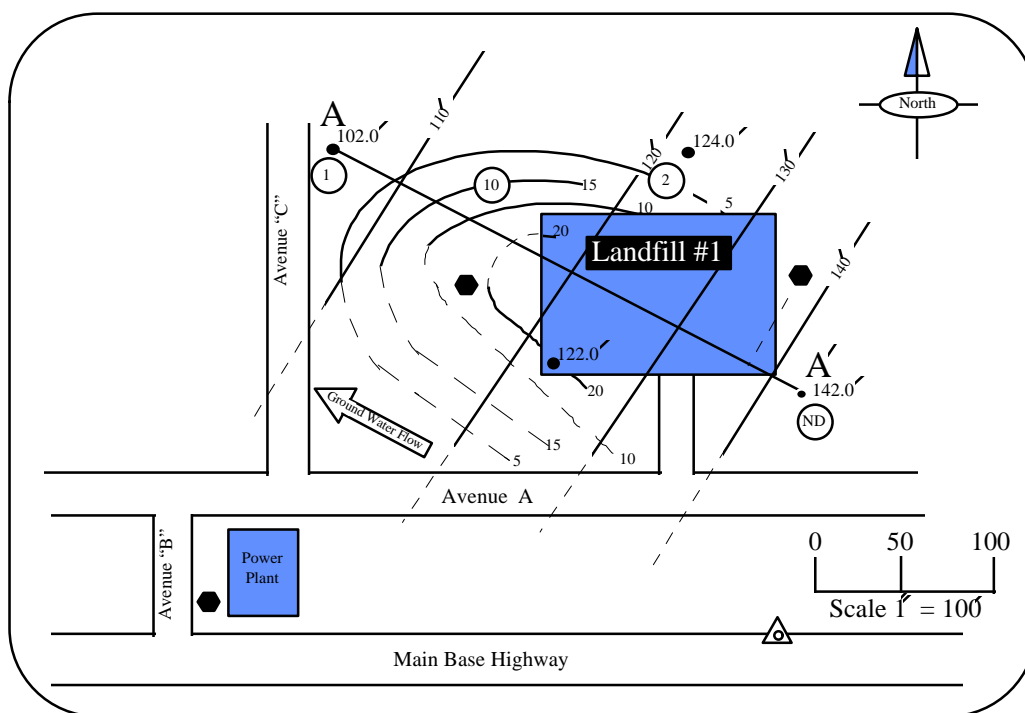 North
A
102.0′
110
124.0′
120
130
1
10
15
2
10
5
Avenue “C”
20
Landfill #1
140
122.0′
A′
142.0′
20
Ground Water Flow
ND
15
5
10
Avenue A
Avenue “B”
Power
Plant
0 50 100
Scale 1″ = 100′
Main Base Highway